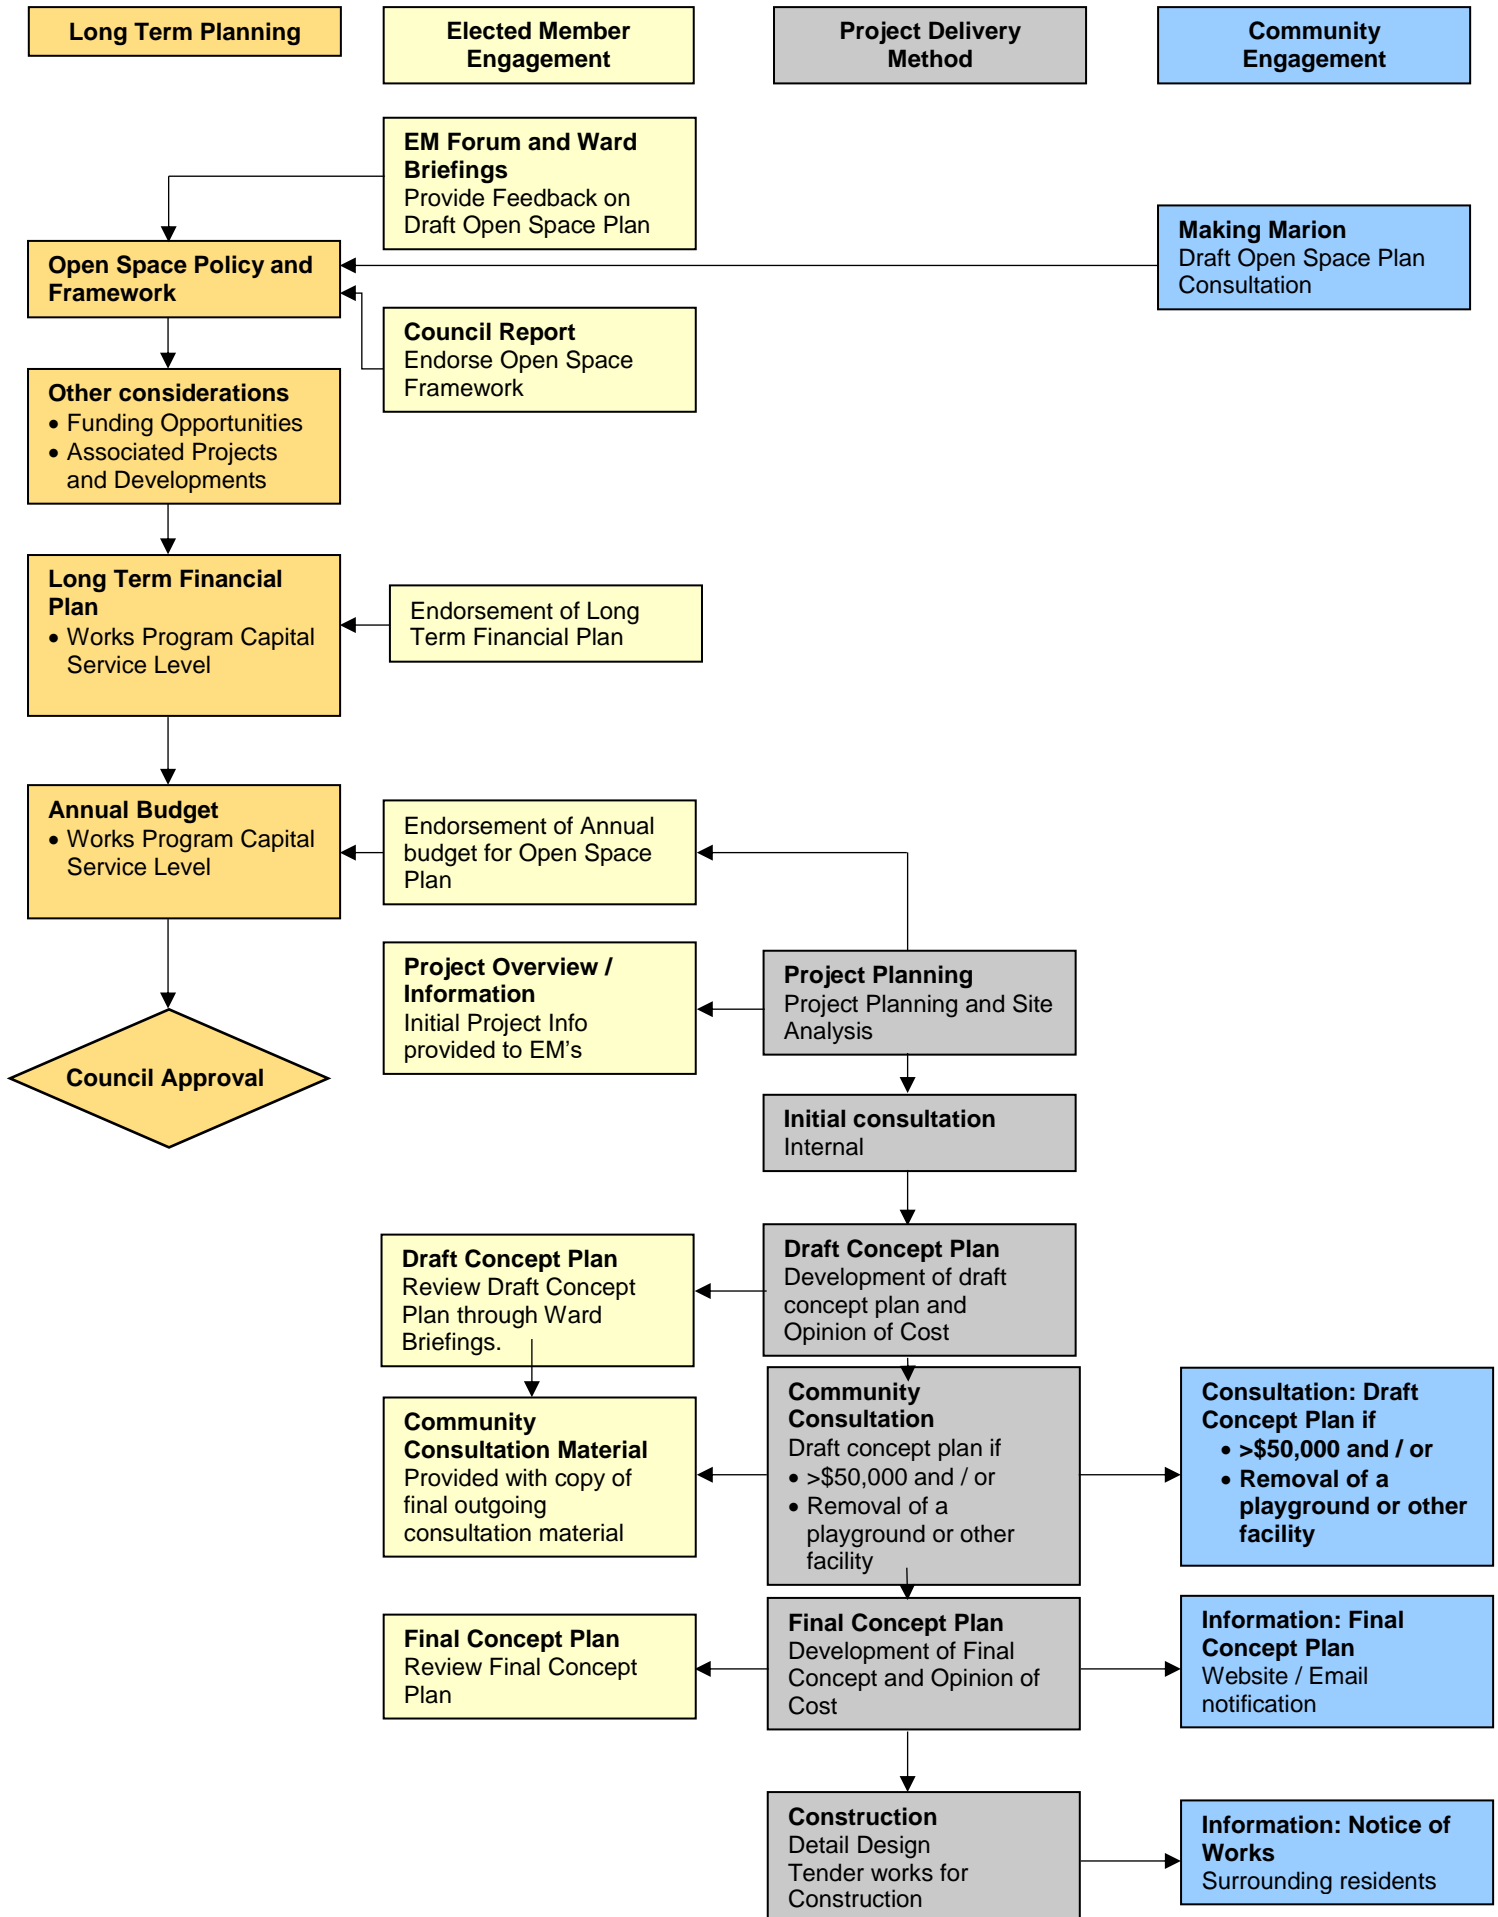 Long Term Planning
Elected Member
Engagement
Project Delivery
Method
Community
Engagement
EM Forum and Ward
Briefings
Provide Feedback on
Draft Open Space Plan
Making Marion
Draft Open Space Plan
Consultation
Open Space Policy and
Framework
Council Report
Endorse Open Space
Framework
Other considerations
• Funding Opportunities
• Associated Projects
and Developments
Long Term Financial
Plan
• Works Program Capital
Service Level
Endorsement of Long
Term Financial Plan
Annual Budget
• Works Program Capital
Service Level
Endorsement of Annual
budget for Open Space
Plan
Project Overview /
Information
Initial Project Info
provided to EM's
Project Planning
Project Planning and Site
Analysis
Council Approval
Initial consultation
Internal
Draft Concept Plan
Review Draft Concept
Plan through Ward
Briefings.
Draft Concept Plan
Development of draft
concept plan and
Opinion of Cost
Community
Consultation Material
Provided with copy of
final outgoing
consultation material
Community
Consultation
Draft concept plan if
• >$50,000 and / or
• Removal of a
playground or other
facility
Consultation: Draft
Concept Plan if
• >$50,000 and / or
• Removal of a
playground or other
facility
Final Concept Plan
Review Final Concept
Plan
Final Concept Plan
Development of Final
Concept and Opinion of
Cost
Information: Final
Concept Plan
Website / Email
notification
Construction
Detail Design
Tender works for
Construction
Information: Notice of
Works
Surrounding residents